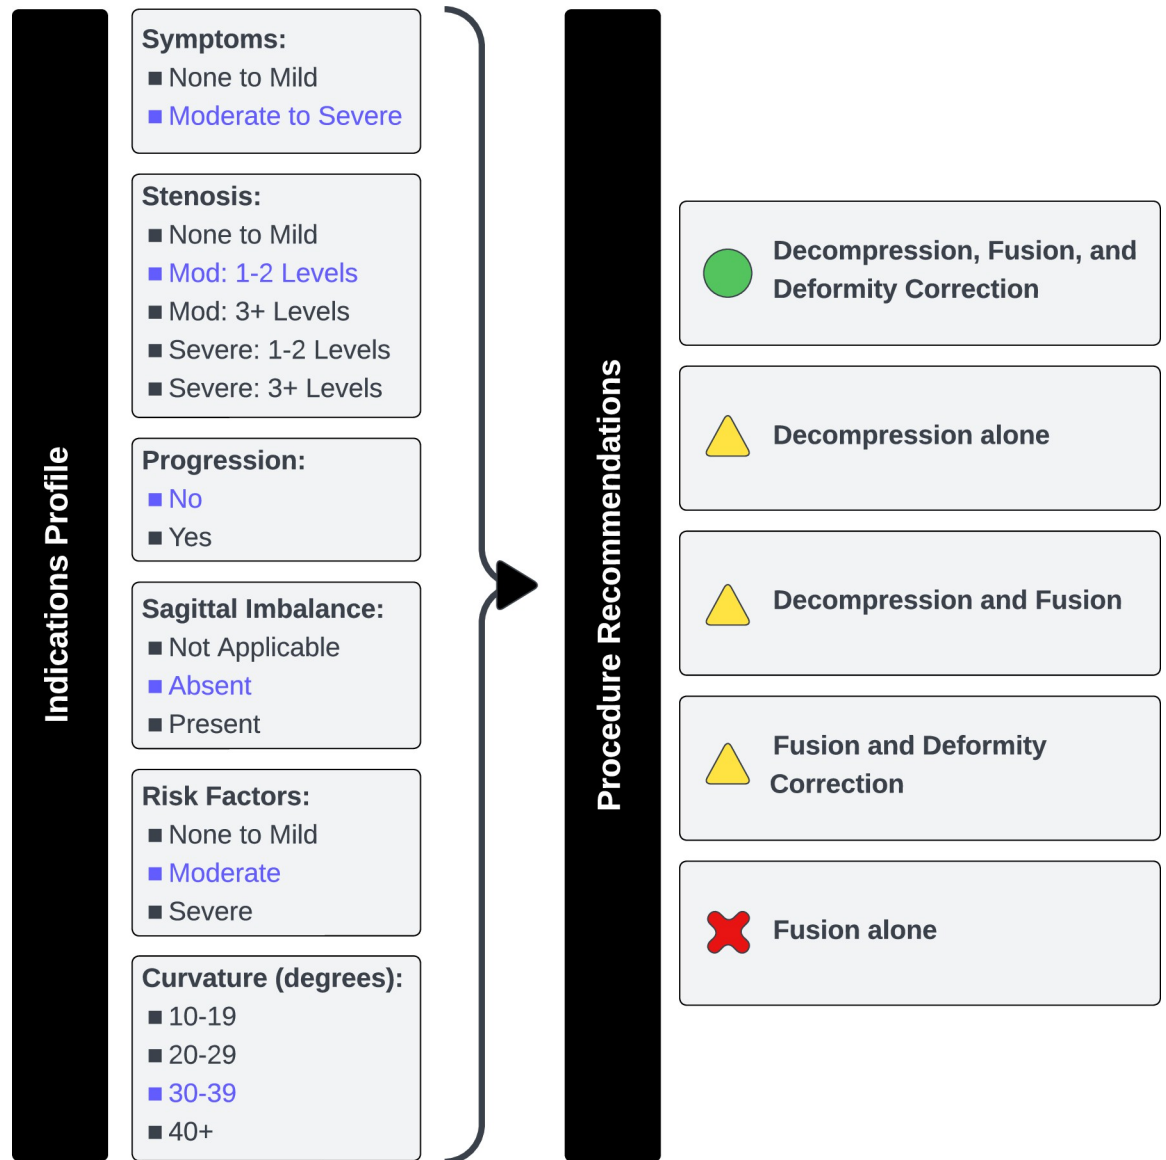 Indications Profile
Symptoms:
None to Mild
Moderate to Severe
Stenosis:
None to Mild
Mod: 1-2 Levels
Mod: 3+ Levels
Severe: 1-2 Levels
Severe: 3+ Levels
Progression:
No
Yes
Sagittal Imbalance:
Not Applicable
Absent
Present
Risk Factors:
None to Mild
Moderate
Severe
Curvature (degrees):
10-19
20-29
30-39
40+
Procedure Recommendations
Decompression, Fusion, and
Deformity Correction
Decompression alone
Decompression and Fusion
Fusion and Deformity
Correction
Fusion alone